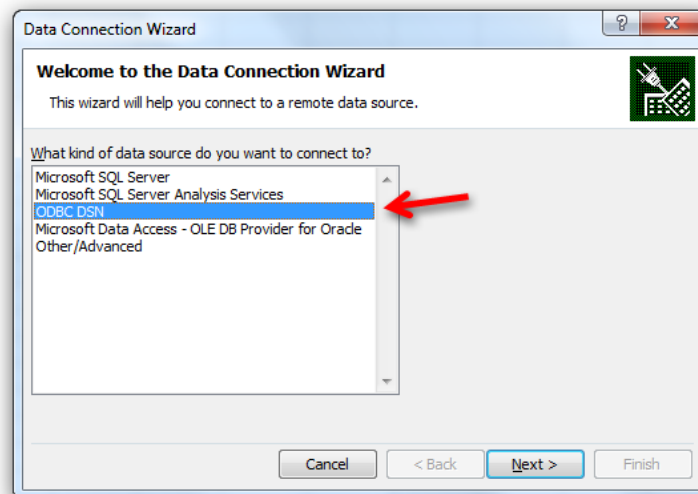 Data Connection Wizard
Welcome to the Data Connection Wizard
This wizard will help you connect to a remote data source.
What kind of data source do you want to connect to?
Microsoft SQL Server
Microsoft SQL Server Analysis Services
ODBC DSN
Microsoft Data Access - OLE DB Provider for Oracle
Other/Advanced
Cancel < Back Next > Finish